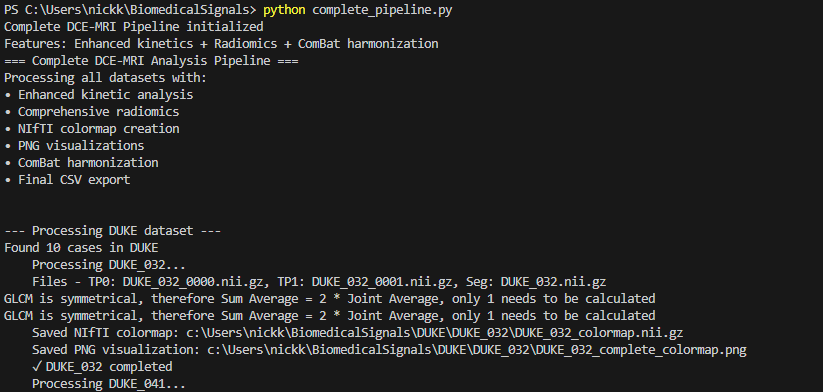 PS C:\Users\nickk\BiomedicalSignals> python complete_pipeline.py
Complete DCE-MRI Pipeline initialized
Features: Enhanced kinetics + Radiomics + ComBat harmonization
=== Complete DCE-MRI Analysis Pipeline ===
Processing all datasets with:
• Enhanced kinetic analysis
• Comprehensive radiomics
• NIfTI colormap creation
• PNG visualizations
• ComBat harmonization
• Final CSV export
--- Processing DUKE dataset ---
Found 10 cases in DUKE
    Processing DUKE_032...
    Files - TP0: DUKE_032_0000.nii.gz, TP1: DUKE_032_0001.nii.gz, Seg: DUKE_032.nii.gz
GLCM is symmetrical, therefore Sum Average = 2 * Joint Average, only 1 needs to be calculated
GLCM is symmetrical, therefore Sum Average = 2 * Joint Average, only 1 needs to be calculated
    Saved NIfTI colormap: c:\Users\nickk\BiomedicalSignals\DUKE\DUKE_032\DUKE_032_colormap.nii.gz
    Saved PNG visualization: c:\Users\nickk\BiomedicalSignals\DUKE\DUKE_032\DUKE_032_complete_colormap.png
    ✓ DUKE_032 completed
    Processing DUKE_041...